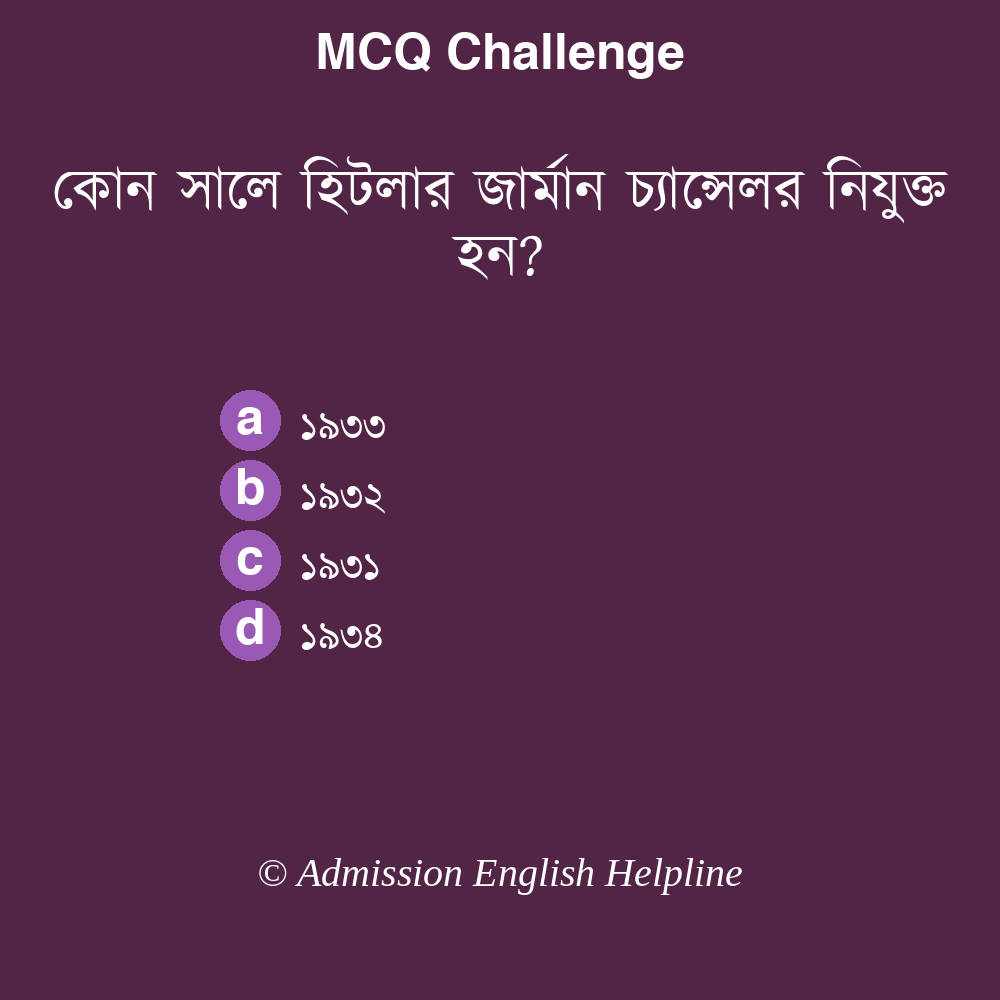 MCQ Challenge
কোন সালে হিটলার জার্মান চ্যান্সেলর নিযুক্ত
হন?
a ১৯৩৩
b ১৯৩২
c ১৯৩১
d ১৯৩৪
© Admission English Helpline